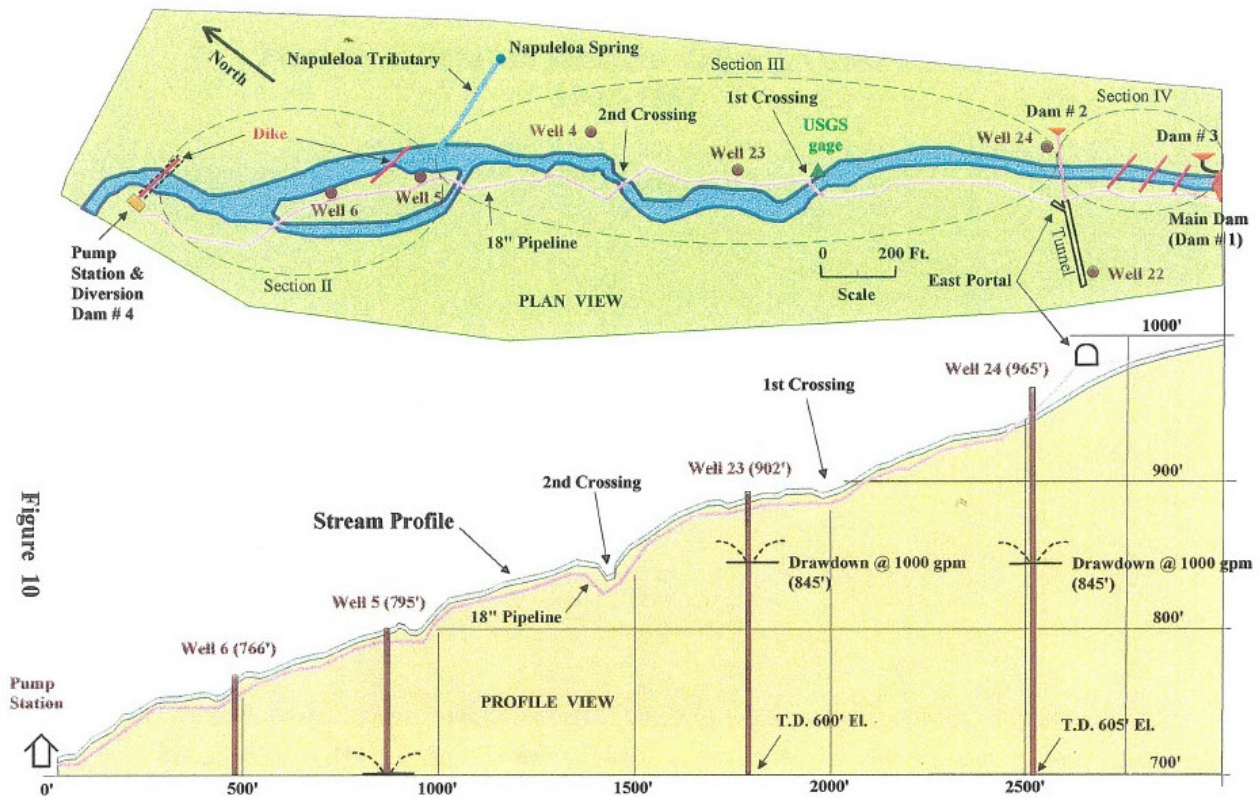 North
Napuleloa Tributary
Napuleloa Spring
Section III
1st Crossing
2nd Crossing
USGS
gage
Dam # 2
Section IV
Well 24
Dam # 3
Dike
Well 4
Well 23
Well 6
Well 5
18" Pipeline
Main Dam
(Dam # 1)
Pump
Station &
Diversion
Dam # 4
Section II
PLAN VIEW
0 200 Ft.
Scale
East Portal
Tunnel
Well 22
1000'
Well 24 (965')
1st Crossing
900'
Well 23 (902')
2nd Crossing
Stream Profile
Drawdown @ 1000 gpm
(845')
Drawdown @ 1000 gpm
(845')
Well 5 (795')
18" Pipeline
800'
Well 6 (766')
Pump
Station
PROFILE VIEW
T.D. 600' El.
T.D. 605' El.
700'
0'
500'
1000'
1500'
2000'
2500'
Figure 10